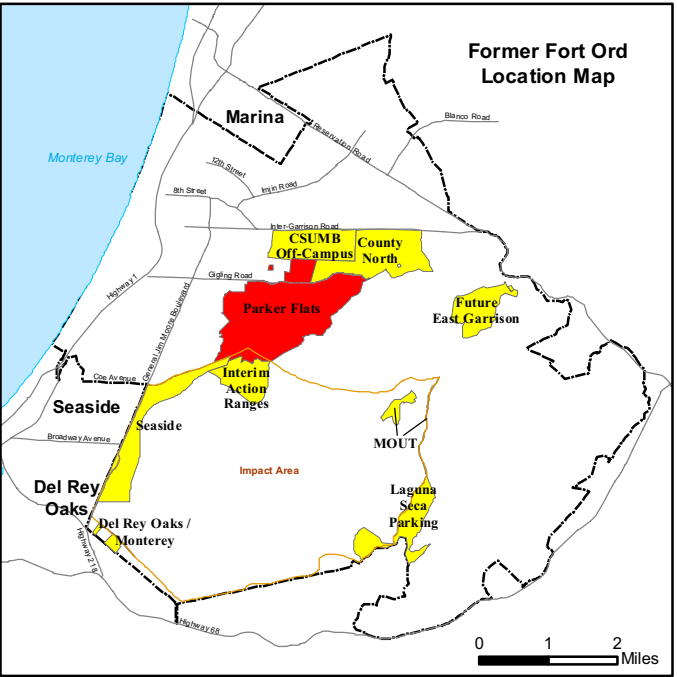 Former Fort Ord
Location Map
Marina
Blanco Road
Reservation Road
Monterey Bay
12th Street
Imjin Road
8th Street
Inter-Garrison Road
CSUMB
Off-Campus
County
North
Gigling Road
Highway 1
General Jim Moore Boulevard
Parker Flats
Future
East Garrison
Coe Avenue
Interim
Action
Ranges
Seaside
Seaside
Broadway Avenue
MOUT
Impact Area
Del Rey
Oaks
Laguna
Seca
Parking
Del Rey Oaks /
Monterey
Highway 218
Highway 68
0 1 2
Miles